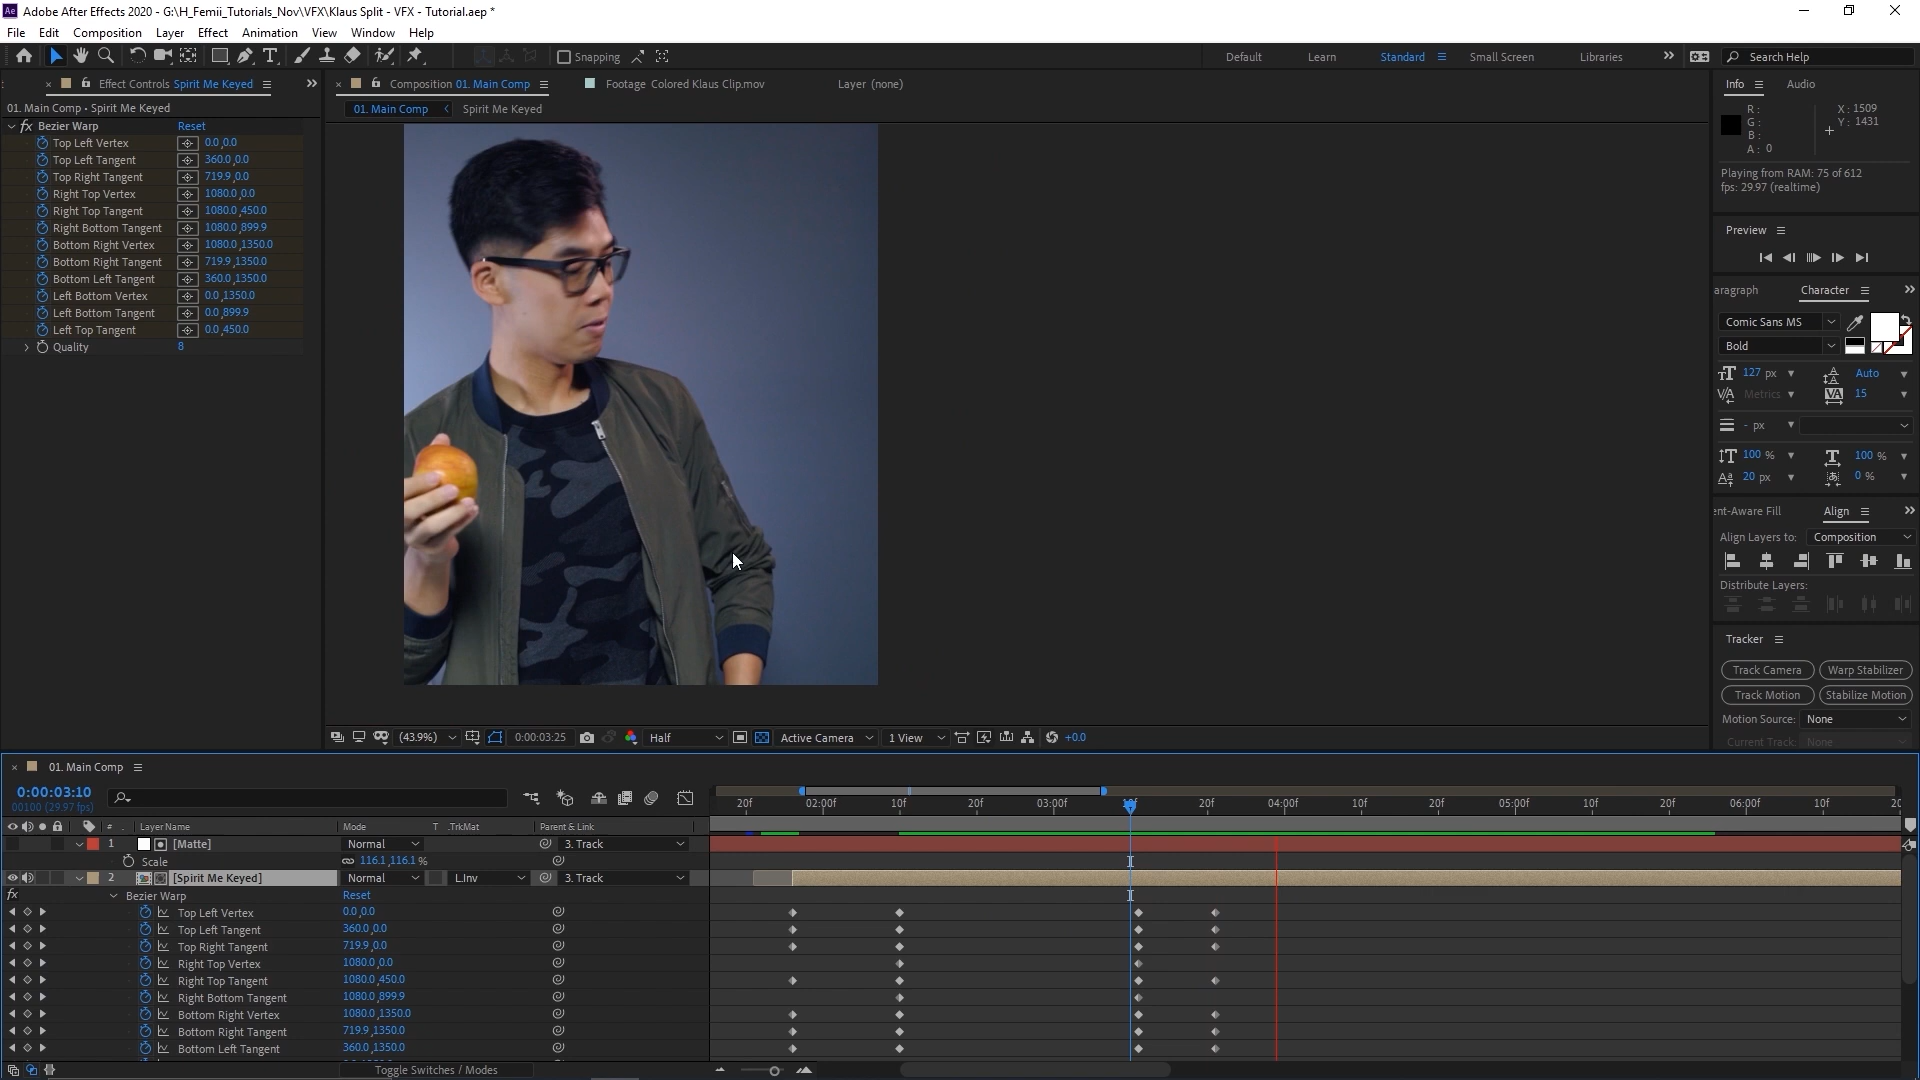 Adobe After Effects 2020 - G:\H_Femii_Tutorials_Nov\VFX\Klaus Split - VFX - Tutorial.aep *
File Edit Composition Layer Effect Animation View Window Help
Snapping Default Learn Standard Small Screen Libraries Search Help
Effect Controls Spirit Me Keyed
Composition 01. Main Comp Footage Colored Klaus Clip.mov Layer (none)
01. Main Comp • Spirit Me Keyed
01. Main Comp Spirit Me Keyed
Bezier Warp Reset
Top Left Vertex 0.0,0.0
Top Left Tangent 360.0,0.0
Top Right Tangent 719.9,0.0
Right Top Vertex 1080.0,0.0
Right Top Tangent 1080.0,450.0
Right Bottom Tangent 1080.0,899.9
Bottom Right Vertex 1080.0,1350.0
Bottom Right Tangent 719.9,1350.0
Bottom Left Tangent 360.0,1350.0
Left Bottom Vertex 0.0,1350.0
Left Bottom Tangent 0.0,899.9
Left Top Tangent 0.0,450.0
Quality 8
Info Audio
R: X: 1509
G: Y: 1431
B:
A: 0
Playing from RAM: 75 of 612
fps: 29.97 (realtime)
Preview
aragraph Character
Comic Sans MS
Bold
127 px Auto
Metrics 15
- px
100 % 100 %
20 px 0 %
ent-Aware Fill Align
Align Layers to: Composition
Distribute Layers:
Tracker
Track Camera Warp Stabilizer
Track Motion Stabilize Motion
Motion Source: None
Current Track: None
(43.9%) 0:00:03:25 Half Active Camera 1 View +0.0
01. Main Comp
0:00:03:10
00100 (29.97 fps)
20f 02:00f 10f 20f 03:00f 10f 20f 04:00f 10f 20f 05:00f 10f 20f 06:00f 10f 20
# Layer Name Mode T .TrkMat Parent & Link
1 [Matte] Normal 3. Track
Scale 116.1,116.1 %
2 [Spirit Me Keyed] Normal L.Inv 3. Track
fx Bezier Warp Reset
Top Left Vertex 0.0,0.0
Top Left Tangent 360.0,0.0
Top Right Tangent 719.9,0.0
Right Top Vertex 1080.0,0.0
Right Top Tangent 1080.0,450.0
Right Bottom Tangent 1080.0,899.9
Bottom Right Vertex 1080.0,1350.0
Bottom Right Tangent 719.9,1350.0
Bottom Left Tangent 360.0,1350.0
Toggle Switches / Modes